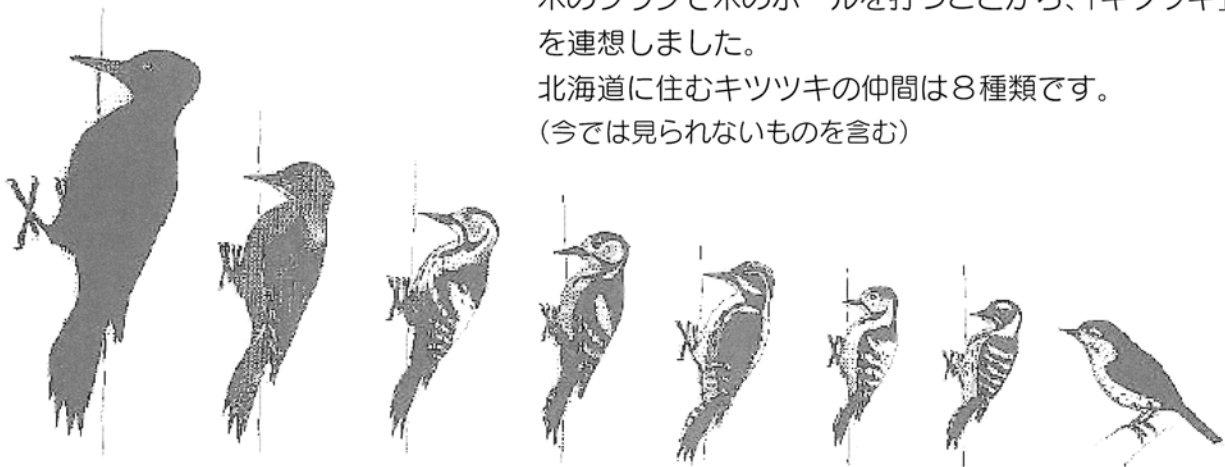 木のクラブで木のボールを打つことから、「キツツキ」
を連想しました。
北海道に住むキツツキの仲間は8種類です。
(今では見られないものを含む)